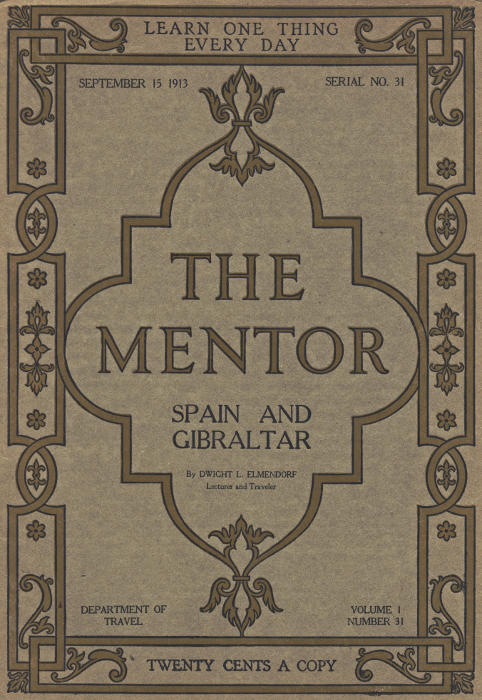 LEARN ONE THING
EVERY DAY
SEPTEMBER 15 1913
SERIAL NO. 31
THE
MENTOR
SPAIN AND
GIBRALTAR
By DWIGHT L. ELMENDORF
Lecturer and Traveler
DEPARTMENT OF
TRAVEL
VOLUME 1
NUMBER 31
TWENTY CENTS A COPY